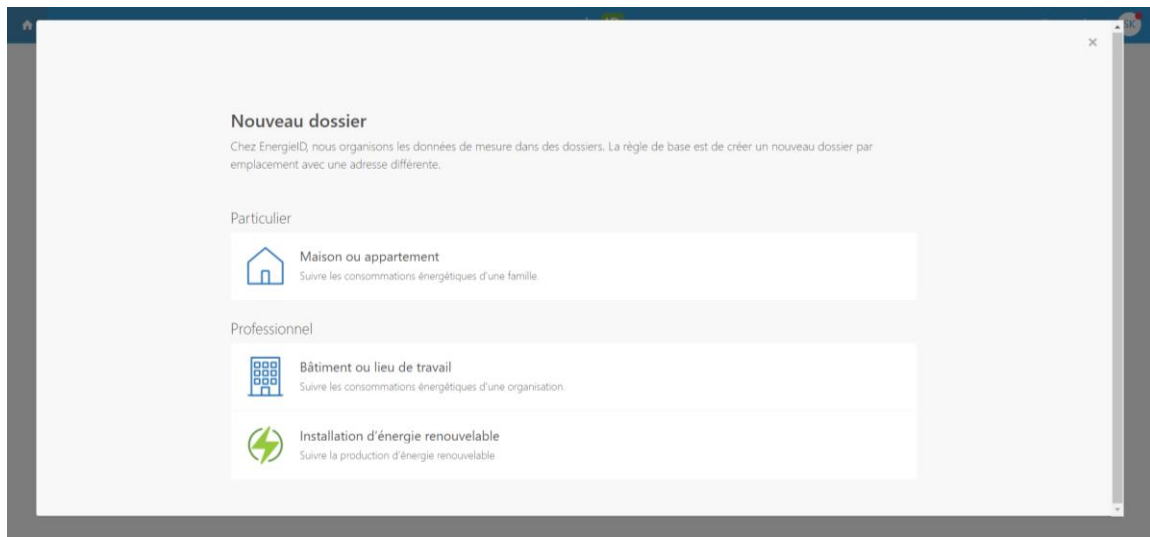 SK
×
Nouveau dossier
Chez EnergieID, nous organisons les données de mesure dans des dossiers. La règle de base est de créer un nouveau dossier par
emplacement avec une adresse différente.
Particulier
Maison ou appartement
Suivre les consommations énergétiques d'une famille.
Professionnel
Bâtiment ou lieu de travail
Suivre les consommations énergétiques d'une organisation.
Installation d'énergie renouvelable
Suivre la production d'énergie renouvelable